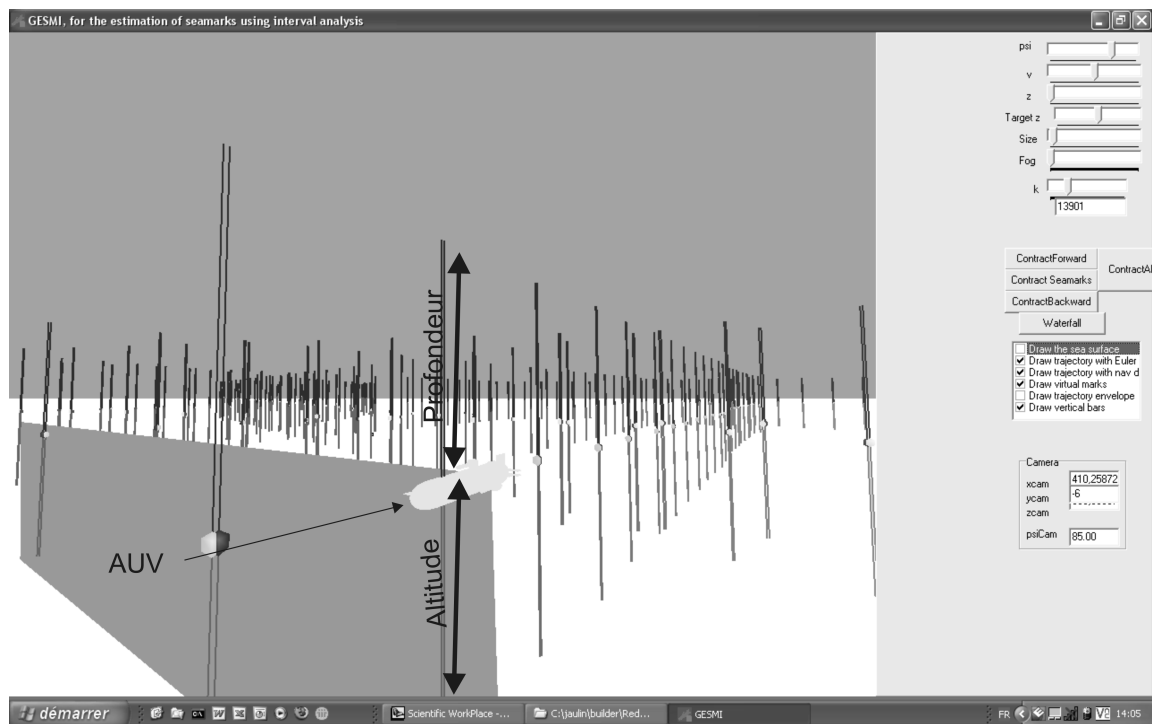 GESMI, for the estimation of seamarks using interval analysis
psi
v
z
Target z
Size
Fog
k
13901
ContractForward
Contract Seamarks
ContractBackward
ContractAl
Waterfall
Draw the sea surface
Draw trajectory with Euler
Draw trajectory with nav d
Draw virtual marks
Draw trajectory envelope
Draw vertical bars
Camera
xcam
410,25872
ycam
-6
zcam
psiCam
85.00
Profondeur
Altitude
AUV
démarrer
Scientific WorkPlace -...
C:\jaulin\builder\Red...
GESMI
FR
14:05